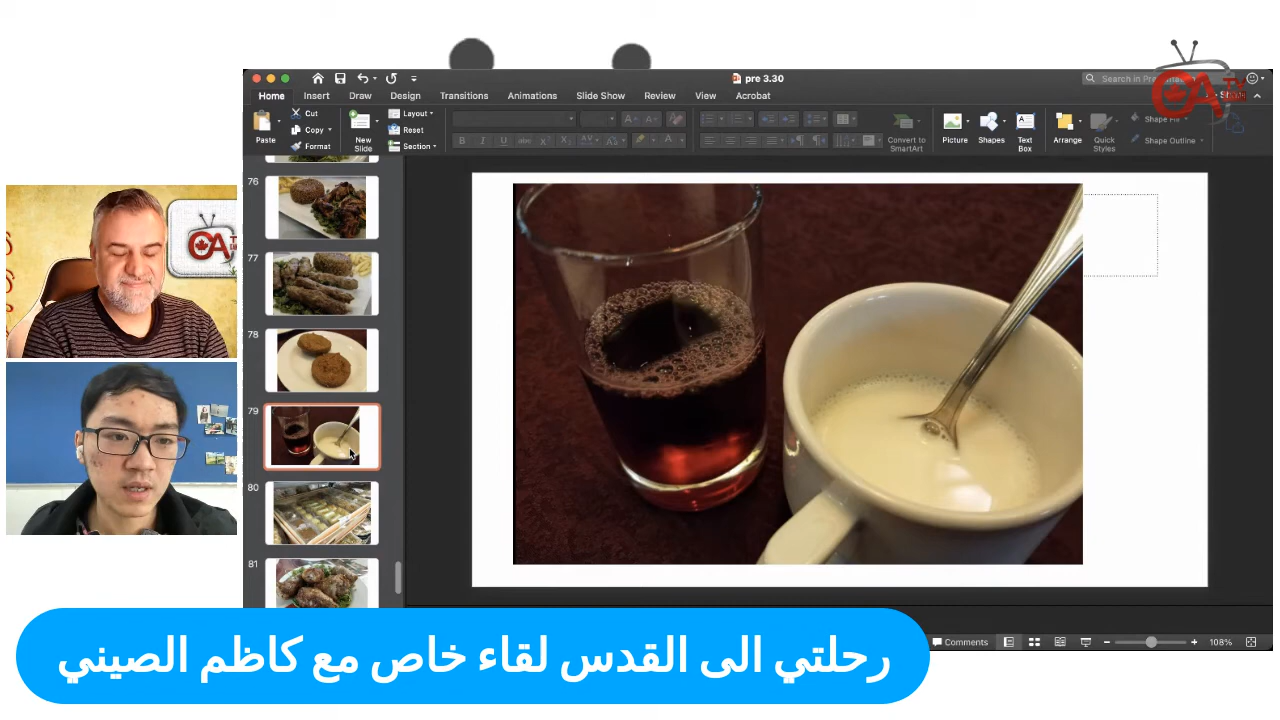 pre 3.30
Home Insert Draw Design Transitions Animations Slide Show Review View Acrobat
Cut
Copy
Format
Paste
New Slide
Layout
Reset
Section
Convert to SmartArt
Picture
Shapes
Text Box
Arrange
Quick Styles
Shape Outline
76
77
78
79
80
81
Comments
108%
رحلتي الى القدس لقاء خاص مع كاظم الصيني